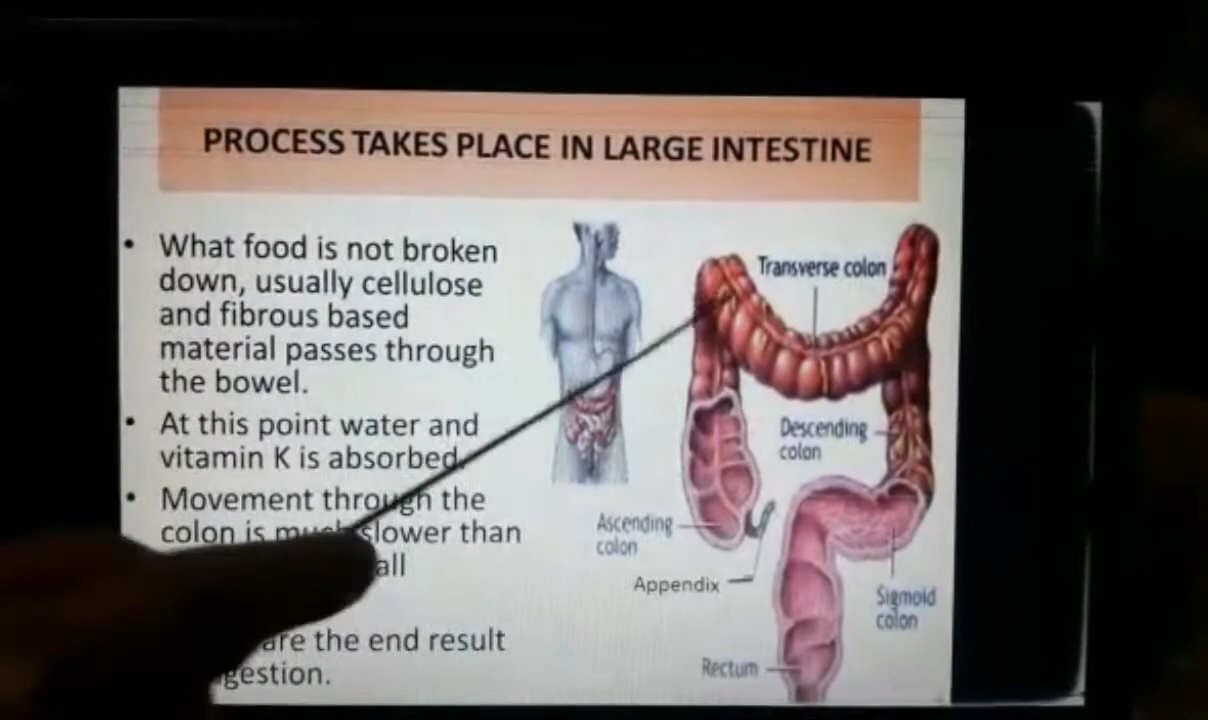 PROCESS TAKES PLACE IN LARGE INTESTINE
• What food is not broken
down, usually cellulose
and fibrous based
material passes through
the bowel.
• At this point water and
vitamin K is absorbed.
• Movement through the
colon is much slower than
all
are the end result
gestion.
Transverse colon
Descending
colon
Ascending
colon
Appendix
Sigmoid
colon
Rectum